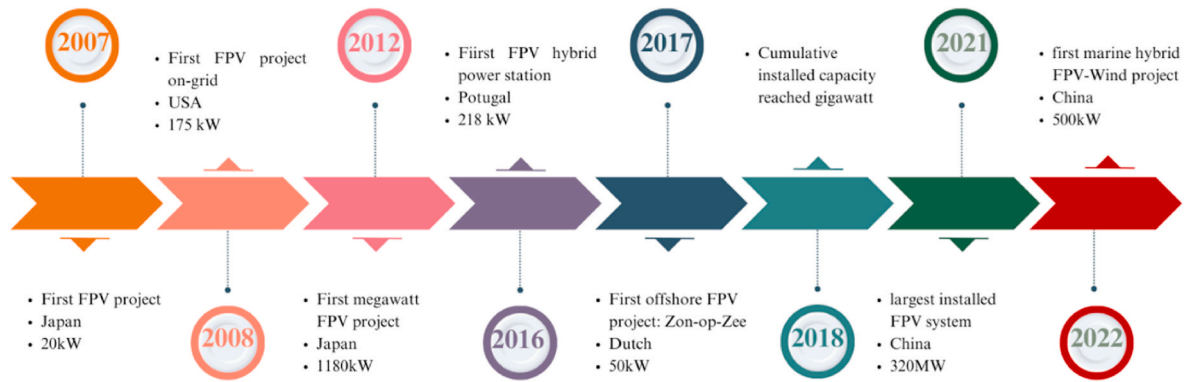 2007
• First FPV project
• Japan
• 20kW
• First FPV project
on-grid
• USA
• 175 kW
2008
2012
• First megawatt
FPV project
• Japan
• 1180kW
• Fiirst FPV hybrid
power station
• Potugal
• 218 kW
2016
2017
• First offshore FPV
project: Zon-op-Zee
• Dutch
• 50kW
• Cumulative
installed capacity
reached gigawatt
2018
2021
• largest installed
FPV system
• China
• 320MW
• first marine hybrid
FPV-Wind project
• China
• 500kW
2022